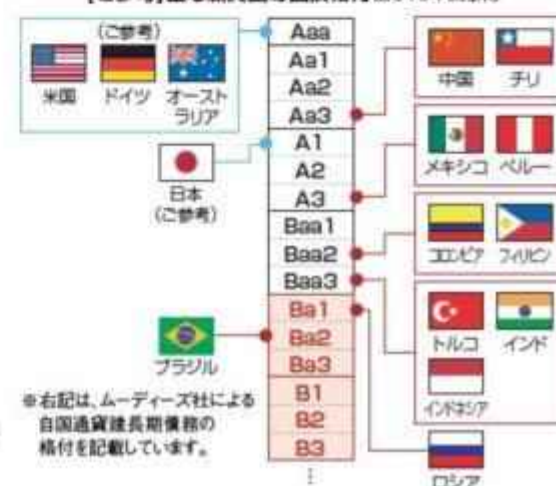 (ご参考)
米国
ドイツ
オースト
ラリア
日本
(ご参考)
ブラジル
※右記は、ムーディーズ社による
自国通貨建長期債務の
格付を記載しています。
Aaa
Aa1
Aa2
Aa3
A1
A2
A3
Baa1
Baa2
Baa3
Ba1
Ba2
Ba3
B1
B2
B3
⋮
中国
チリ
メキシコ
ペルー
コロンビア
フィリピン
トルコ
インド
インドネシア
ロシア